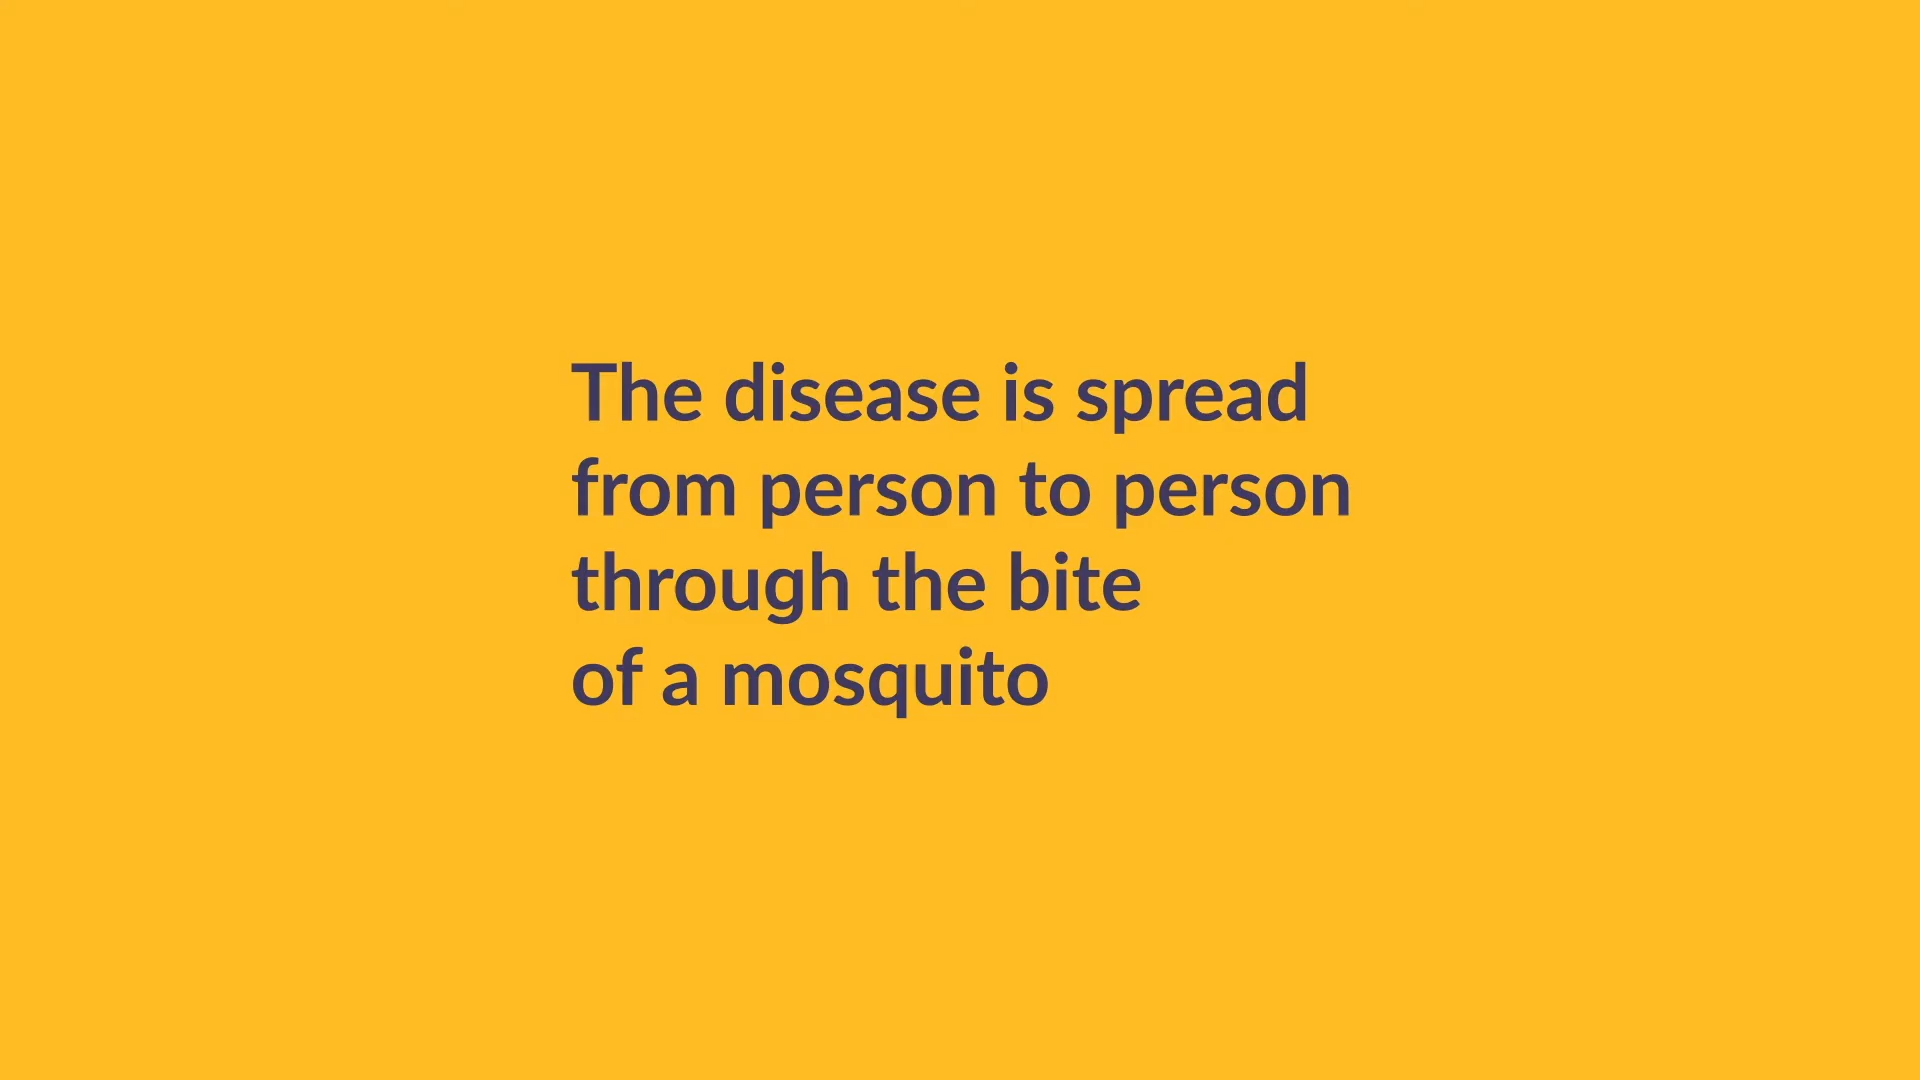 The disease is spread
from person to person
through the bite
of a mosquito